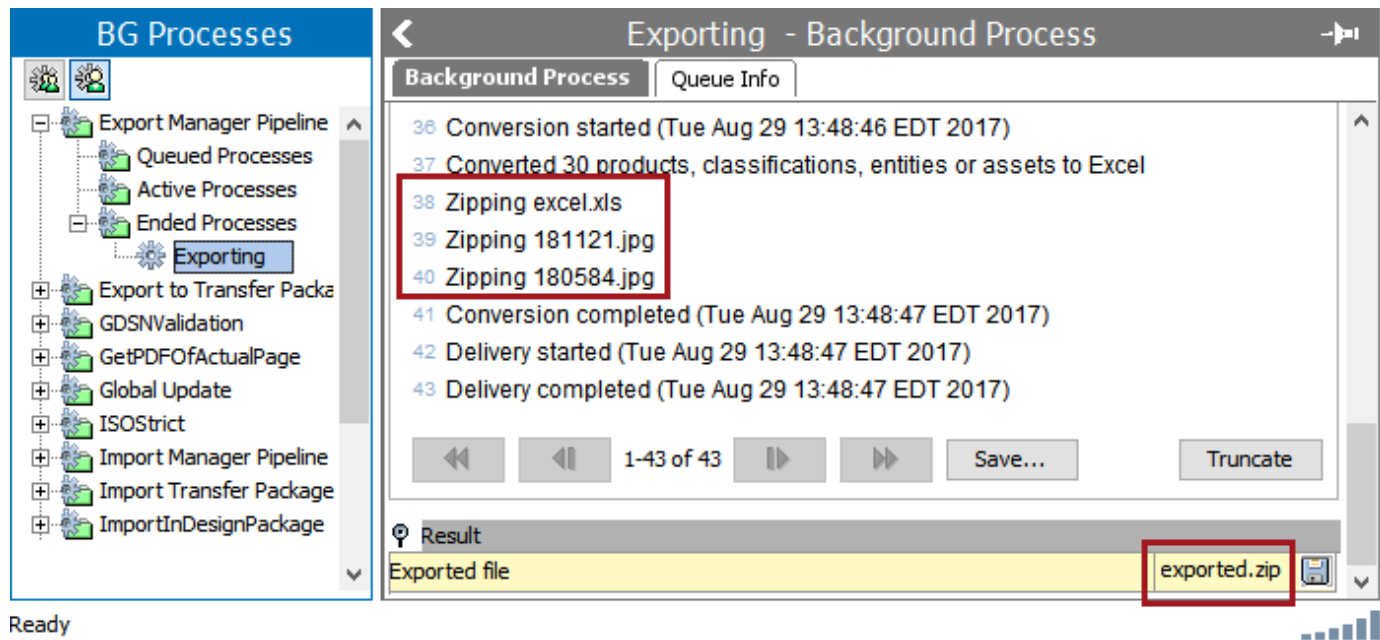 BG Processes
Export Manager Pipeline
Queued Processes
Active Processes
Ended Processes
Exporting
Export to Transfer Packa
GDSNValidation
GetPDFOfActualPage
Global Update
ISOStrict
Import Manager Pipeline
Import Transfer Package
ImportInDesignPackage
Ready
Exporting - Background Process
Background Process Queue Info
36 Conversion started (Tue Aug 29 13:48:46 EDT 2017)
37 Converted 30 products, classifications, entities or assets to Excel
38 Zipping excel.xls
39 Zipping 181121.jpg
40 Zipping 180584.jpg
41 Conversion completed (Tue Aug 29 13:48:47 EDT 2017)
42 Delivery started (Tue Aug 29 13:48:47 EDT 2017)
43 Delivery completed (Tue Aug 29 13:48:47 EDT 2017)
1-43 of 43 Save... Truncate
Result
Exported file exported.zip